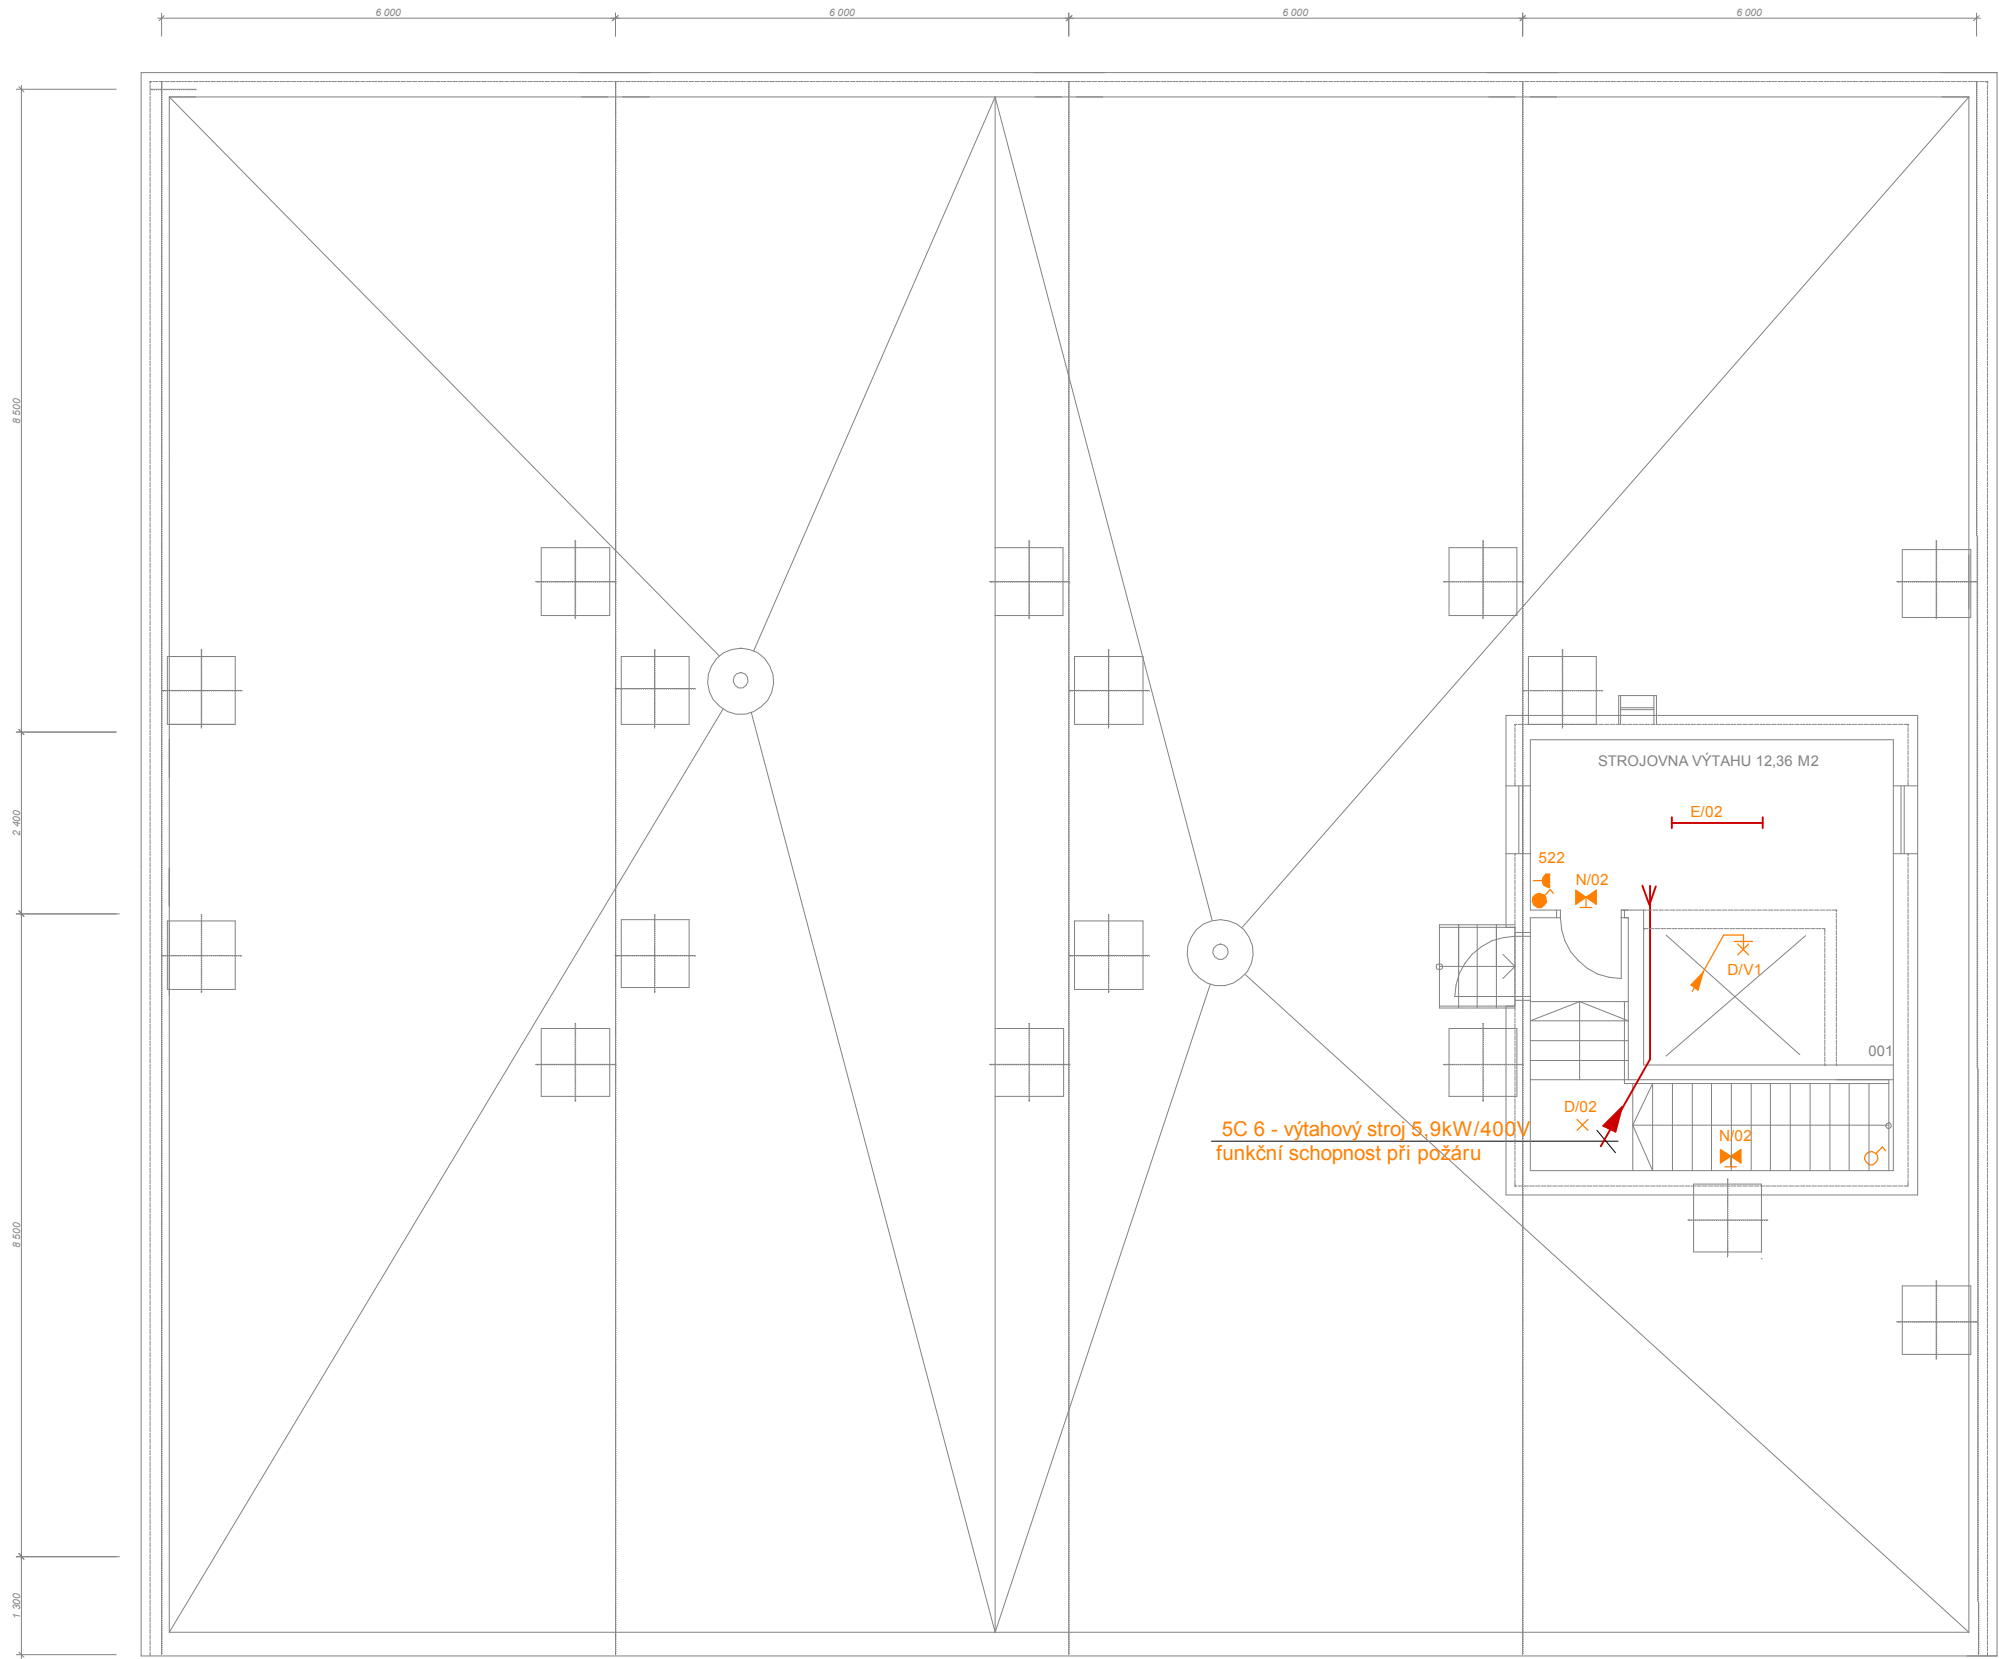 6 000
6 000
6 000
6 000
8 500
2 400
8 500
1 300
STROJOVNA VÝTAHU 12,36 M2
E/02
522
N/02
D/V1
001
D/02
5C 6 - výtahový stroj 5,9kW/400V
funkční schopnost při požáru
N/02